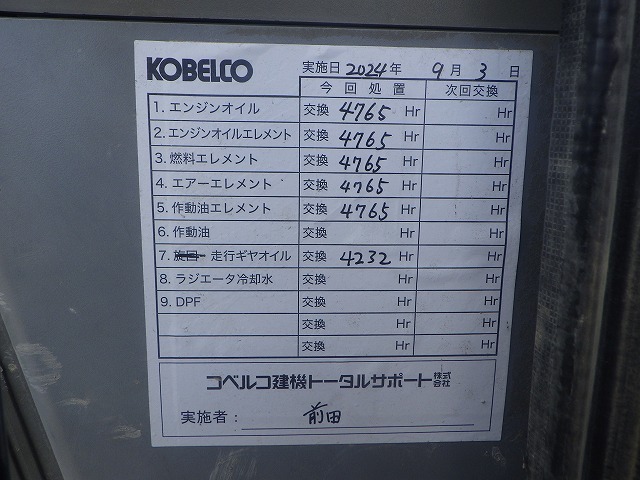 KOBELCO 実施日 2024年 9月 3日
今回処置 次回交換
1. エンジンオイル 交換 4765 Hr Hr
2. エンジンオイルエレメント 交換 4765 Hr Hr
3. 燃料エレメント 交換 4765 Hr Hr
4. エアーエレメント 交換 4765 Hr Hr
5. 作動油エレメント 交換 4765 Hr Hr
6. 作動油 交換 Hr Hr
7. 旋回・走行ギヤオイル 交換 4232 Hr Hr
8. ラジエータ冷却水 交換 Hr Hr
9. DPF 交換 Hr Hr
交換 Hr Hr
交換 Hr Hr
コベルコ建機トータルサポート株式会社
実施者: 前田